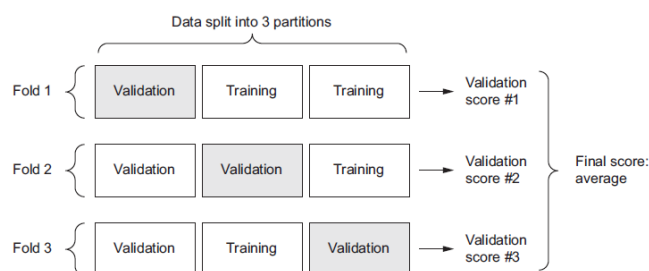 Data split into 3 partitions
Fold 1
Validation
Training
Training
Validation
score #1
Fold 2
Validation
Validation
Training
Validation
score #2
Final score:
average
Fold 3
Validation
Training
Validation
Validation
score #3